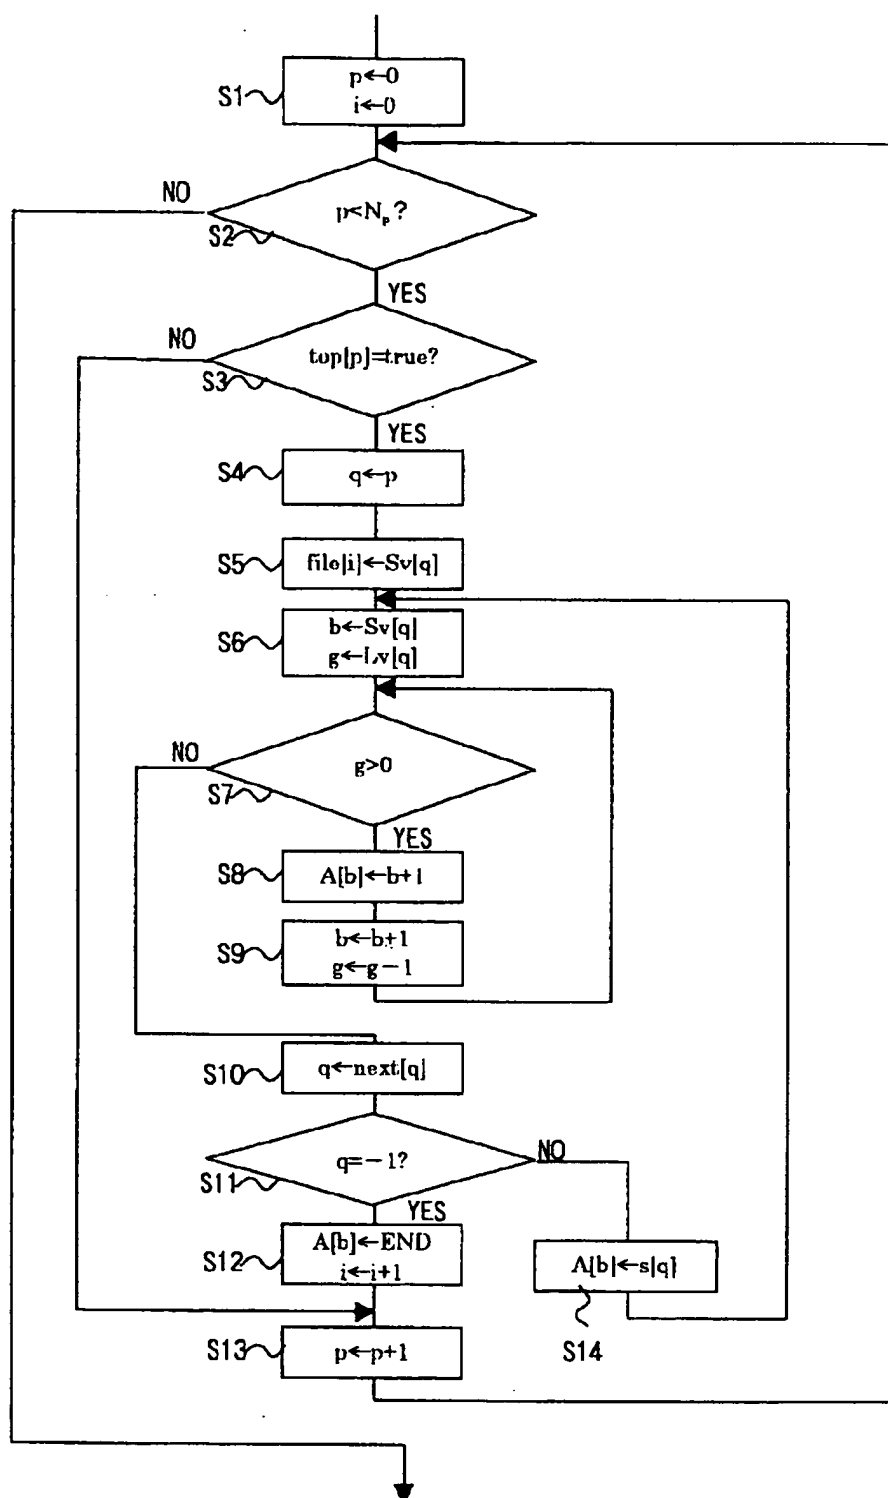 S1
p←0
i←0
NO
p<Np?
S2
YES
NO
top[p]=true?
S3
YES
S4
q←p
S5
file[i]←Sv[q]
S6
b←Sv[q]
g←Lv[q]
NO
g>0
S7
YES
S8
A[b]←b+1
S9
b←b+1
g←g−1
S10
q←next[q]
q=−1?
NO
S11
YES
S12
A[b]←END
i←i+1
A[b]←s[q]
S13
p←p+1
S14